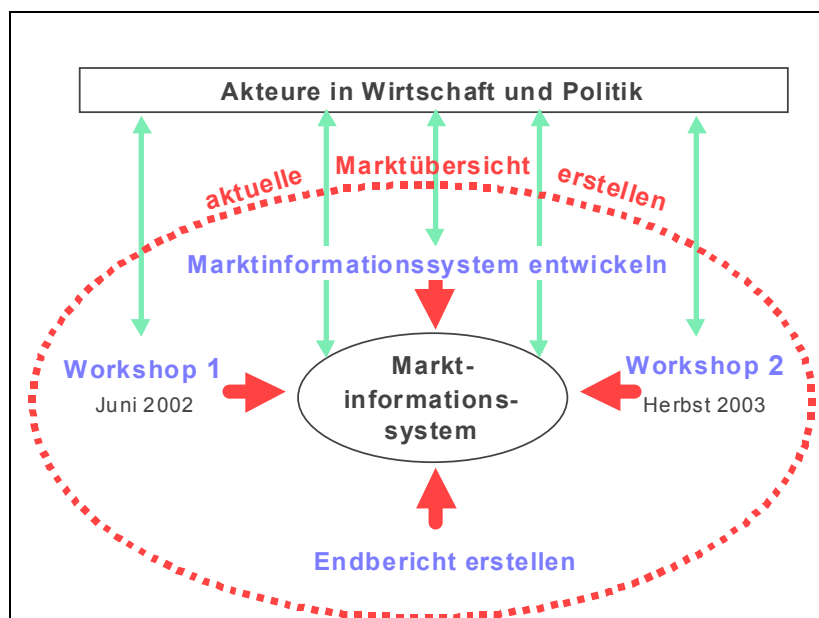 Akteure in Wirtschaft und Politik
aktuelle Marktübersicht erstellen
Marktinformationssystem entwickeln
Workshop 1
Juni 2002
Markt-
informations-
system
Workshop 2
Herbst 2003
Endbericht erstellen